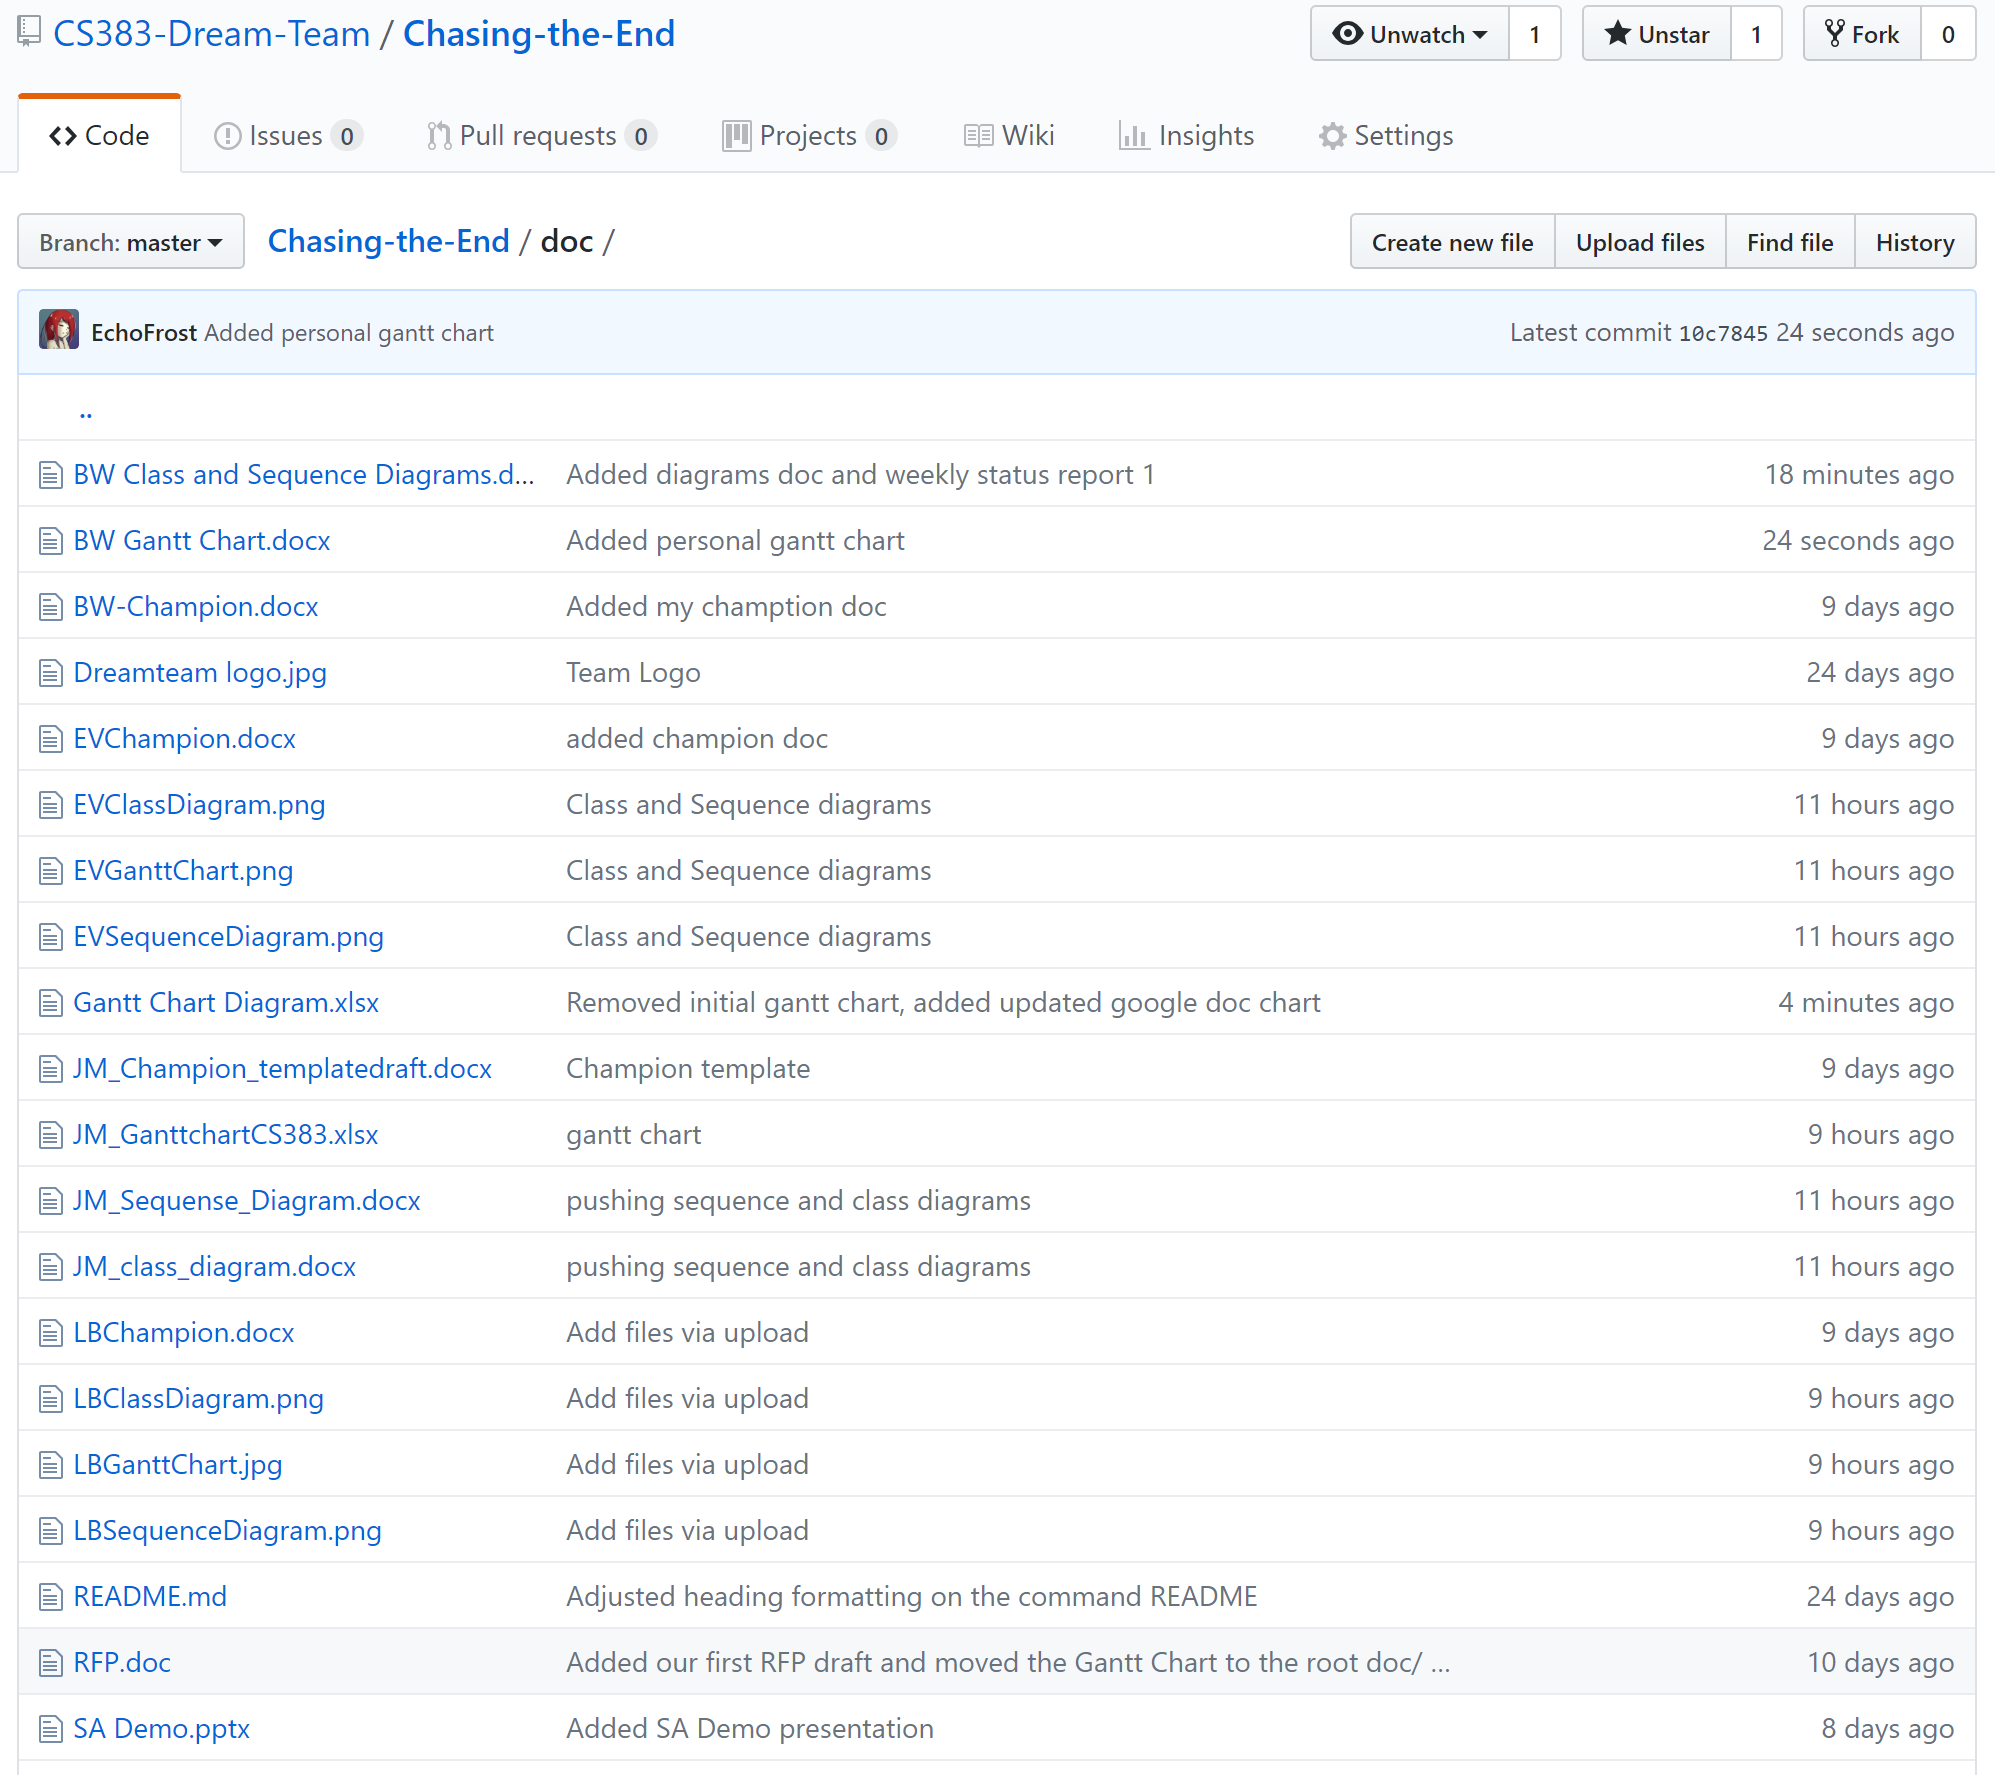 CS383-Dream-Team / Chasing-the-End
Unwatch 1 Unstar 1 Fork 0
Code Issues 0 Pull requests 0 Projects 0 Wiki Insights Settings
Branch: master Chasing-the-End / doc / Create new file Upload files Find file History
EchoFrost Added personal gantt chart Latest commit 10c7845 24 seconds ago
..
BW Class and Sequence Diagrams.d... Added diagrams doc and weekly status report 1 18 minutes ago
BW Gantt Chart.docx Added personal gantt chart 24 seconds ago
BW-Champion.docx Added my chamption doc 9 days ago
Dreamteam logo.jpg Team Logo 24 days ago
EVChampion.docx added champion doc 9 days ago
EVClassDiagram.png Class and Sequence diagrams 11 hours ago
EVGanttChart.png Class and Sequence diagrams 11 hours ago
EVSequenceDiagram.png Class and Sequence diagrams 11 hours ago
Gantt Chart Diagram.xlsx Removed initial gantt chart, added updated google doc chart 4 minutes ago
JM_Champion_templatedraft.docx Champion template 9 days ago
JM_GanttchartCS383.xlsx gantt chart 9 hours ago
JM_Sequense_Diagram.docx pushing sequence and class diagrams 11 hours ago
JM_class_diagram.docx pushing sequence and class diagrams 11 hours ago
LBChampion.docx Add files via upload 9 days ago
LBClassDiagram.png Add files via upload 9 hours ago
LBGanttChart.jpg Add files via upload 9 hours ago
LBSequenceDiagram.png Add files via upload 9 hours ago
README.md Adjusted heading formatting on the command README 24 days ago
RFP.doc Added our first RFP draft and moved the Gantt Chart to the root doc/ ... 10 days ago
SA Demo.pptx Added SA Demo presentation 8 days ago